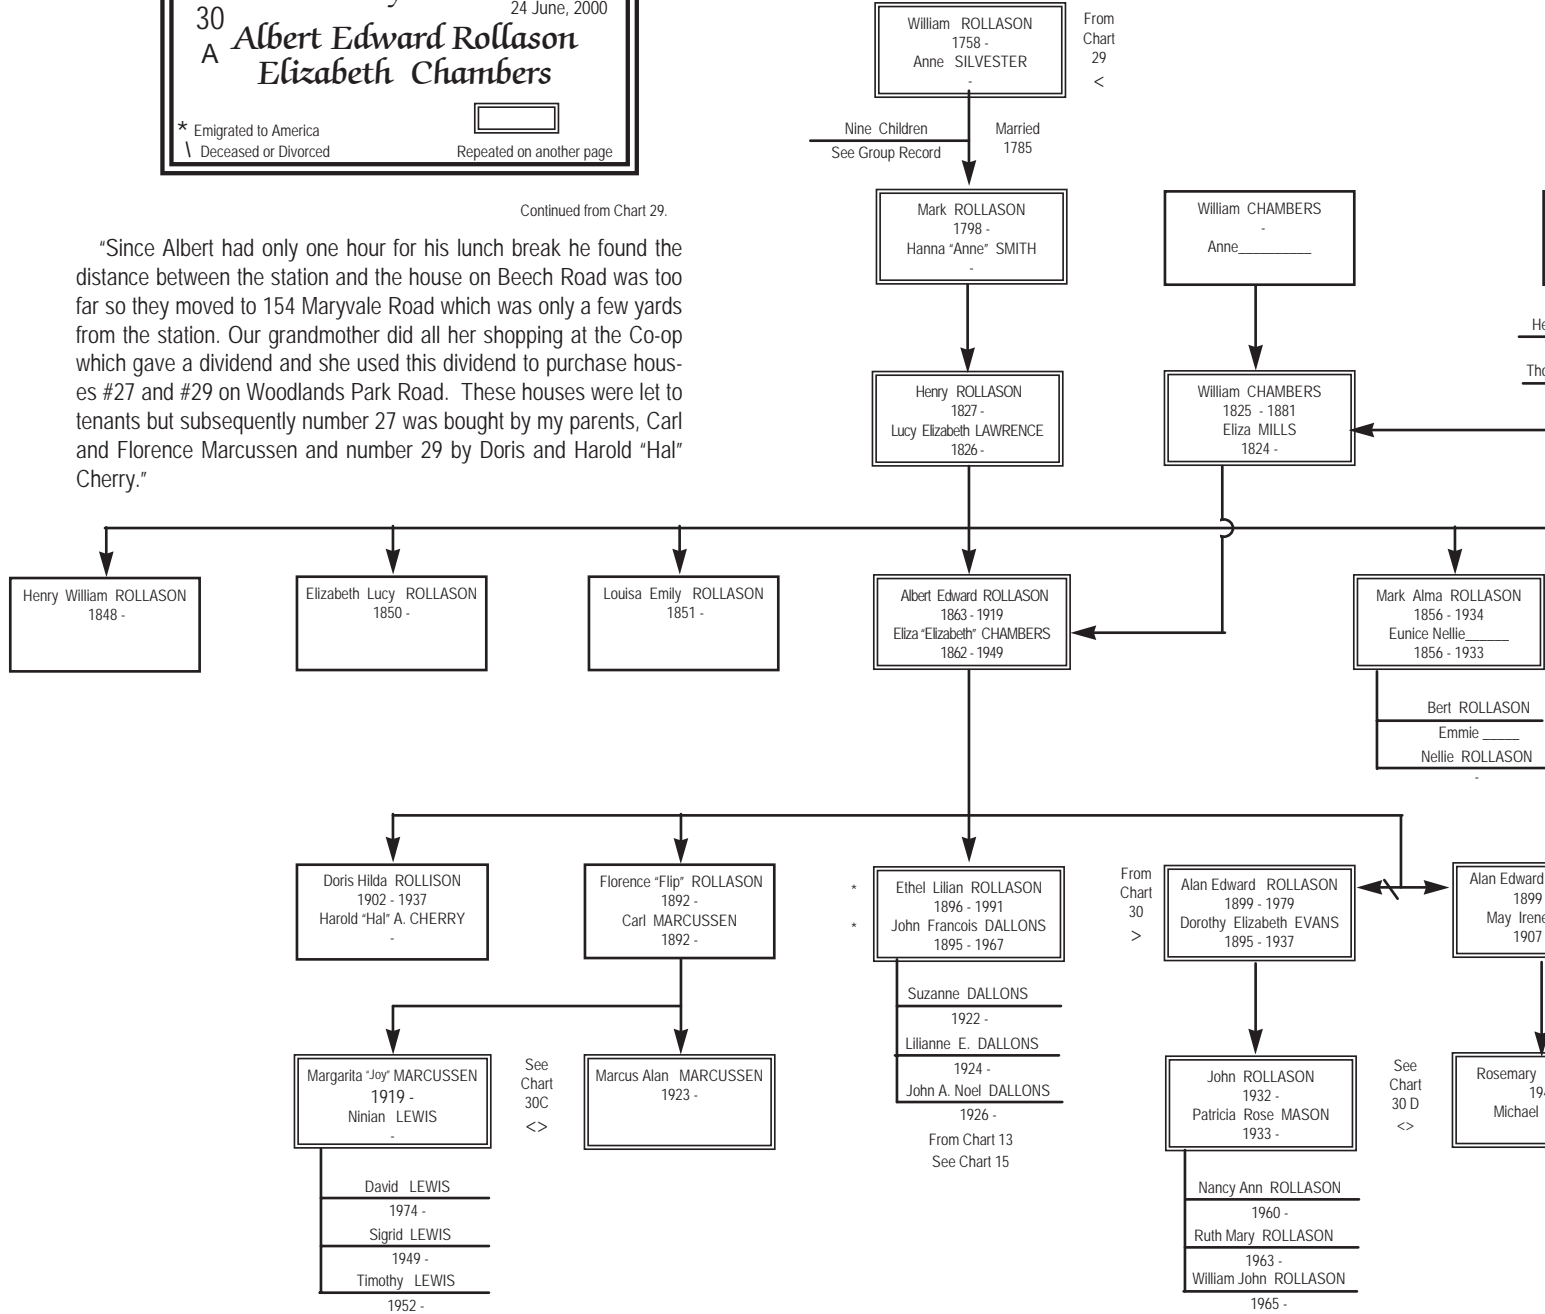 24 June, 2000
30
A
Albert Edward Rollason
Elizabeth Chambers
* Emigrated to America
\ Deceased or Divorced
Repeated on another page
William ROLLASON
1758 -
Anne SILVESTER
-
From
Chart
29
<
Nine Children
See Group Record
Married
1785
Continued from Chart 29.
"Since Albert had only one hour for his lunch break he found the
distance between the station and the house on Beech Road was too
far so they moved to 154 Maryvale Road which was only a few yards
from the station. Our grandmother did all her shopping at the Co-op
which gave a dividend and she used this dividend to purchase hous-
es #27 and #29 on Woodlands Park Road. These houses were let to
tenants but subsequently number 27 was bought by my parents, Carl
and Florence Marcussen and number 29 by Doris and Harold "Hal"
Cherry."
Mark ROLLASON
1798 -
Hanna "Anne" SMITH
-
William CHAMBERS
-
Anne__________
Henry ROLLASON
1827 -
Lucy Elizabeth LAWRENCE
1826 -
William CHAMBERS
1825 - 1881
Eliza MILLS
1824 -
He
Tho
Henry William ROLLASON
1848 -
Elizabeth Lucy ROLLASON
1850 -
Louisa Emily ROLLASON
1851 -
Albert Edward ROLLASON
1863 - 1919
Eliza "Elizabeth" CHAMBERS
1862 - 1949
Mark Alma ROLLASON
1856 - 1934
Eunice Nellie______
1856 - 1933
Bert ROLLASON
Emmie _____
Nellie ROLLASON
-
Doris Hilda ROLLISON
1902 - 1937
Harold "Hal" A. CHERRY
-
Florence "Flip" ROLLASON
1892 -
Carl MARCUSSEN
1892 -
*
*
Ethel Lilian ROLLASON
1896 - 1991
John Francois DALLONS
1895 - 1967
From
Chart
30
>
Alan Edward ROLLASON
1899 - 1979
Dorothy Elizabeth EVANS
1895 - 1937
Alan Edward
1899
May Irene
1907
Suzanne DALLONS
1922 -
Lilianne E. DALLONS
1924 -
John A. Noel DALLONS
1926 -
From Chart 13
See Chart 15
Margarita "Joy" MARCUSSEN
1919 -
Ninian LEWIS
-
See
Chart
30C
<>
Marcus Alan MARCUSSEN
1923 -
John ROLLASON
1932 -
Patricia Rose MASON
1933 -
See
Chart
30 D
<>
Rosemary
194
Michael
David LEWIS
1974 -
Sigrid LEWIS
1949 -
Timothy LEWIS
1952 -
Nancy Ann ROLLASON
1960 -
Ruth Mary ROLLASON
1963 -
William John ROLLASON
1965 -